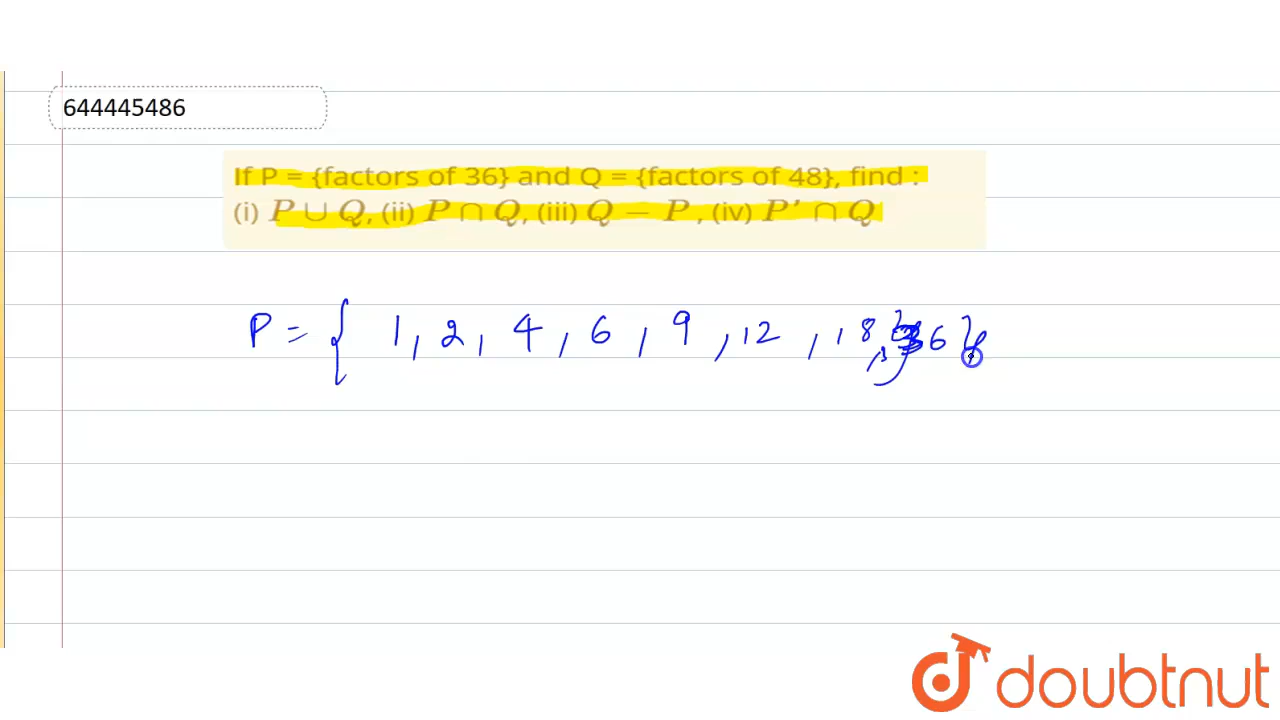 644445486
If P = {factors of 36} and Q = {factors of 48}, find :
(i) P ∪ Q, (ii) P ∩ Q, (iii) Q − P , (iv) P′ ∩ Q
P = { 1, 2, 4, 6, 9, 12, 18, 36 }
doubtnut